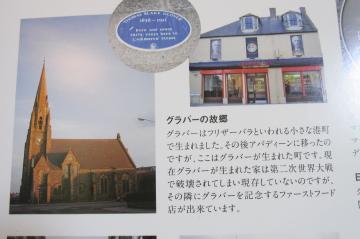 THOMAS BLAKE GLOVER
1838 - 1911
グラバーの故郷
グラバーはフリザーバラといわれる小さな港町
で生まれました。その後アバディーンに移ったの
ですが、ここはグラバーが生まれた町です。現
在グラバーが生まれた家は第二次世界大戦
で破壊されてしまい現存していないのですが、
その隣にグラバーを記念するファーストフード
店が出来ています。